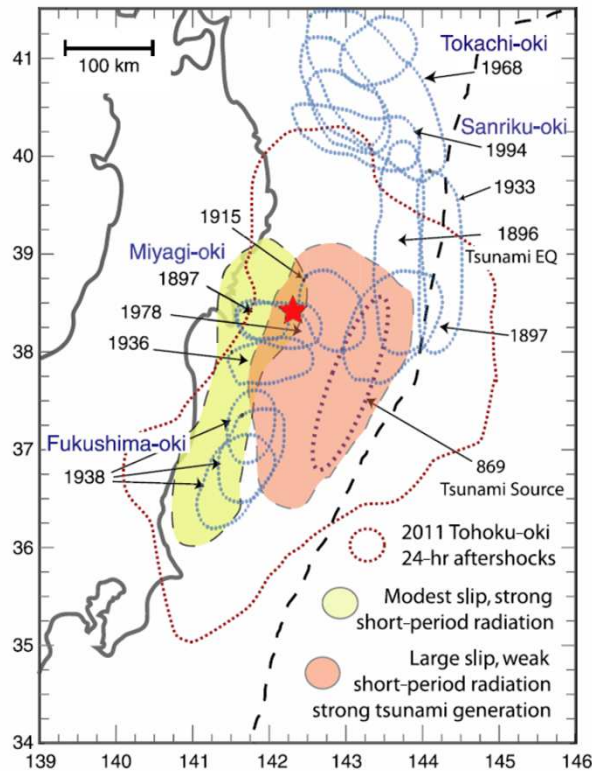 41
40
39
38
37
36
35
34
139
140
141
142
143
144
145
146
100 km
Tokachi-oki
1968
Sanriku-oki
1994
1933
1915
1896
Tsunami EQ
Miyagi-oki
1897
1978
1936
1897
Fukushima-oki
1938
869
Tsunami Source
2011 Tohoku-oki
24-hr aftershocks
Modest slip, strong
short-period radiation
Large slip, weak
short-period radiation
strong tsunami generation